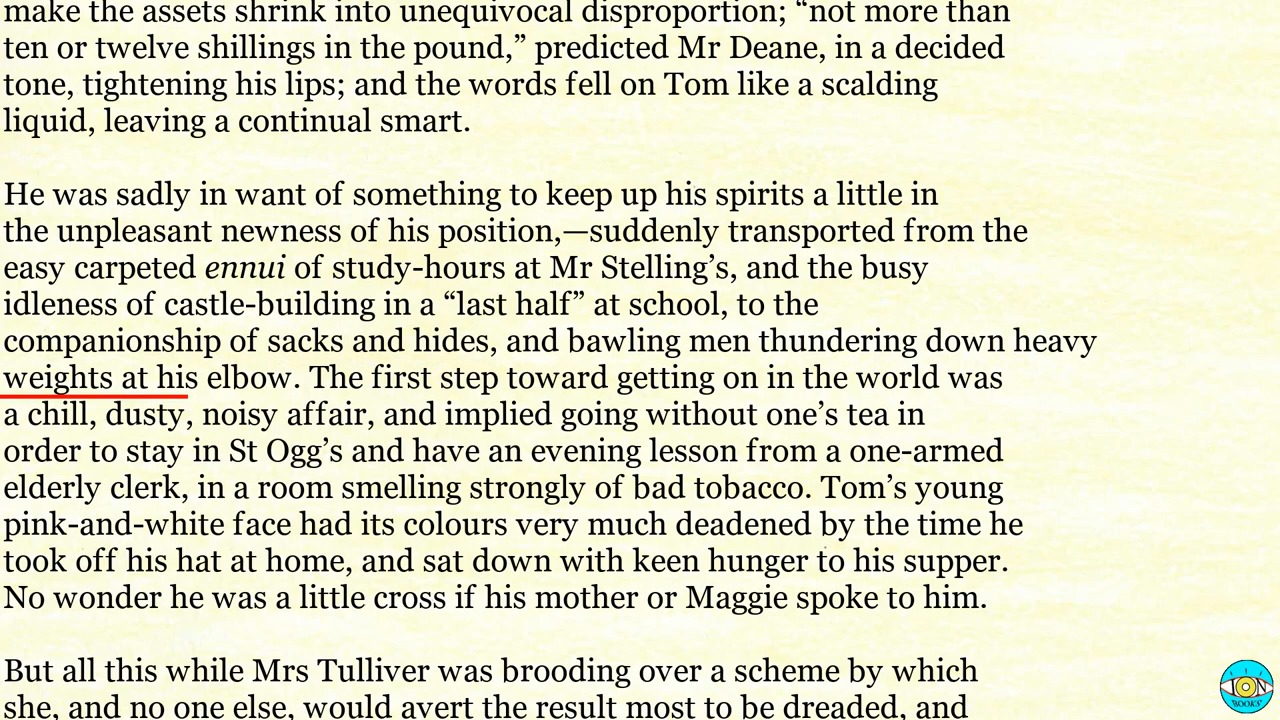 make the assets shrink into unequivocal disproportion; “not more than
ten or twelve shillings in the pound,” predicted Mr Deane, in a decided
tone, tightening his lips; and the words fell on Tom like a scalding
liquid, leaving a continual smart.
He was sadly in want of something to keep up his spirits a little in
the unpleasant newness of his position,—suddenly transported from the
easy carpeted ennui of study-hours at Mr Stelling’s, and the busy
idleness of castle-building in a “last half” at school, to the
companionship of sacks and hides, and bawling men thundering down heavy
weights at his elbow. The first step toward getting on in the world was
a chill, dusty, noisy affair, and implied going without one’s tea in
order to stay in St Ogg’s and have an evening lesson from a one-armed
elderly clerk, in a room smelling strongly of bad tobacco. Tom’s young
pink-and-white face had its colours very much deadened by the time he
took off his hat at home, and sat down with keen hunger to his supper.
No wonder he was a little cross if his mother or Maggie spoke to him.
But all this while Mrs Tulliver was brooding over a scheme by which
she, and no one else, would avert the result most to be dreaded, and
ION
BOOKS